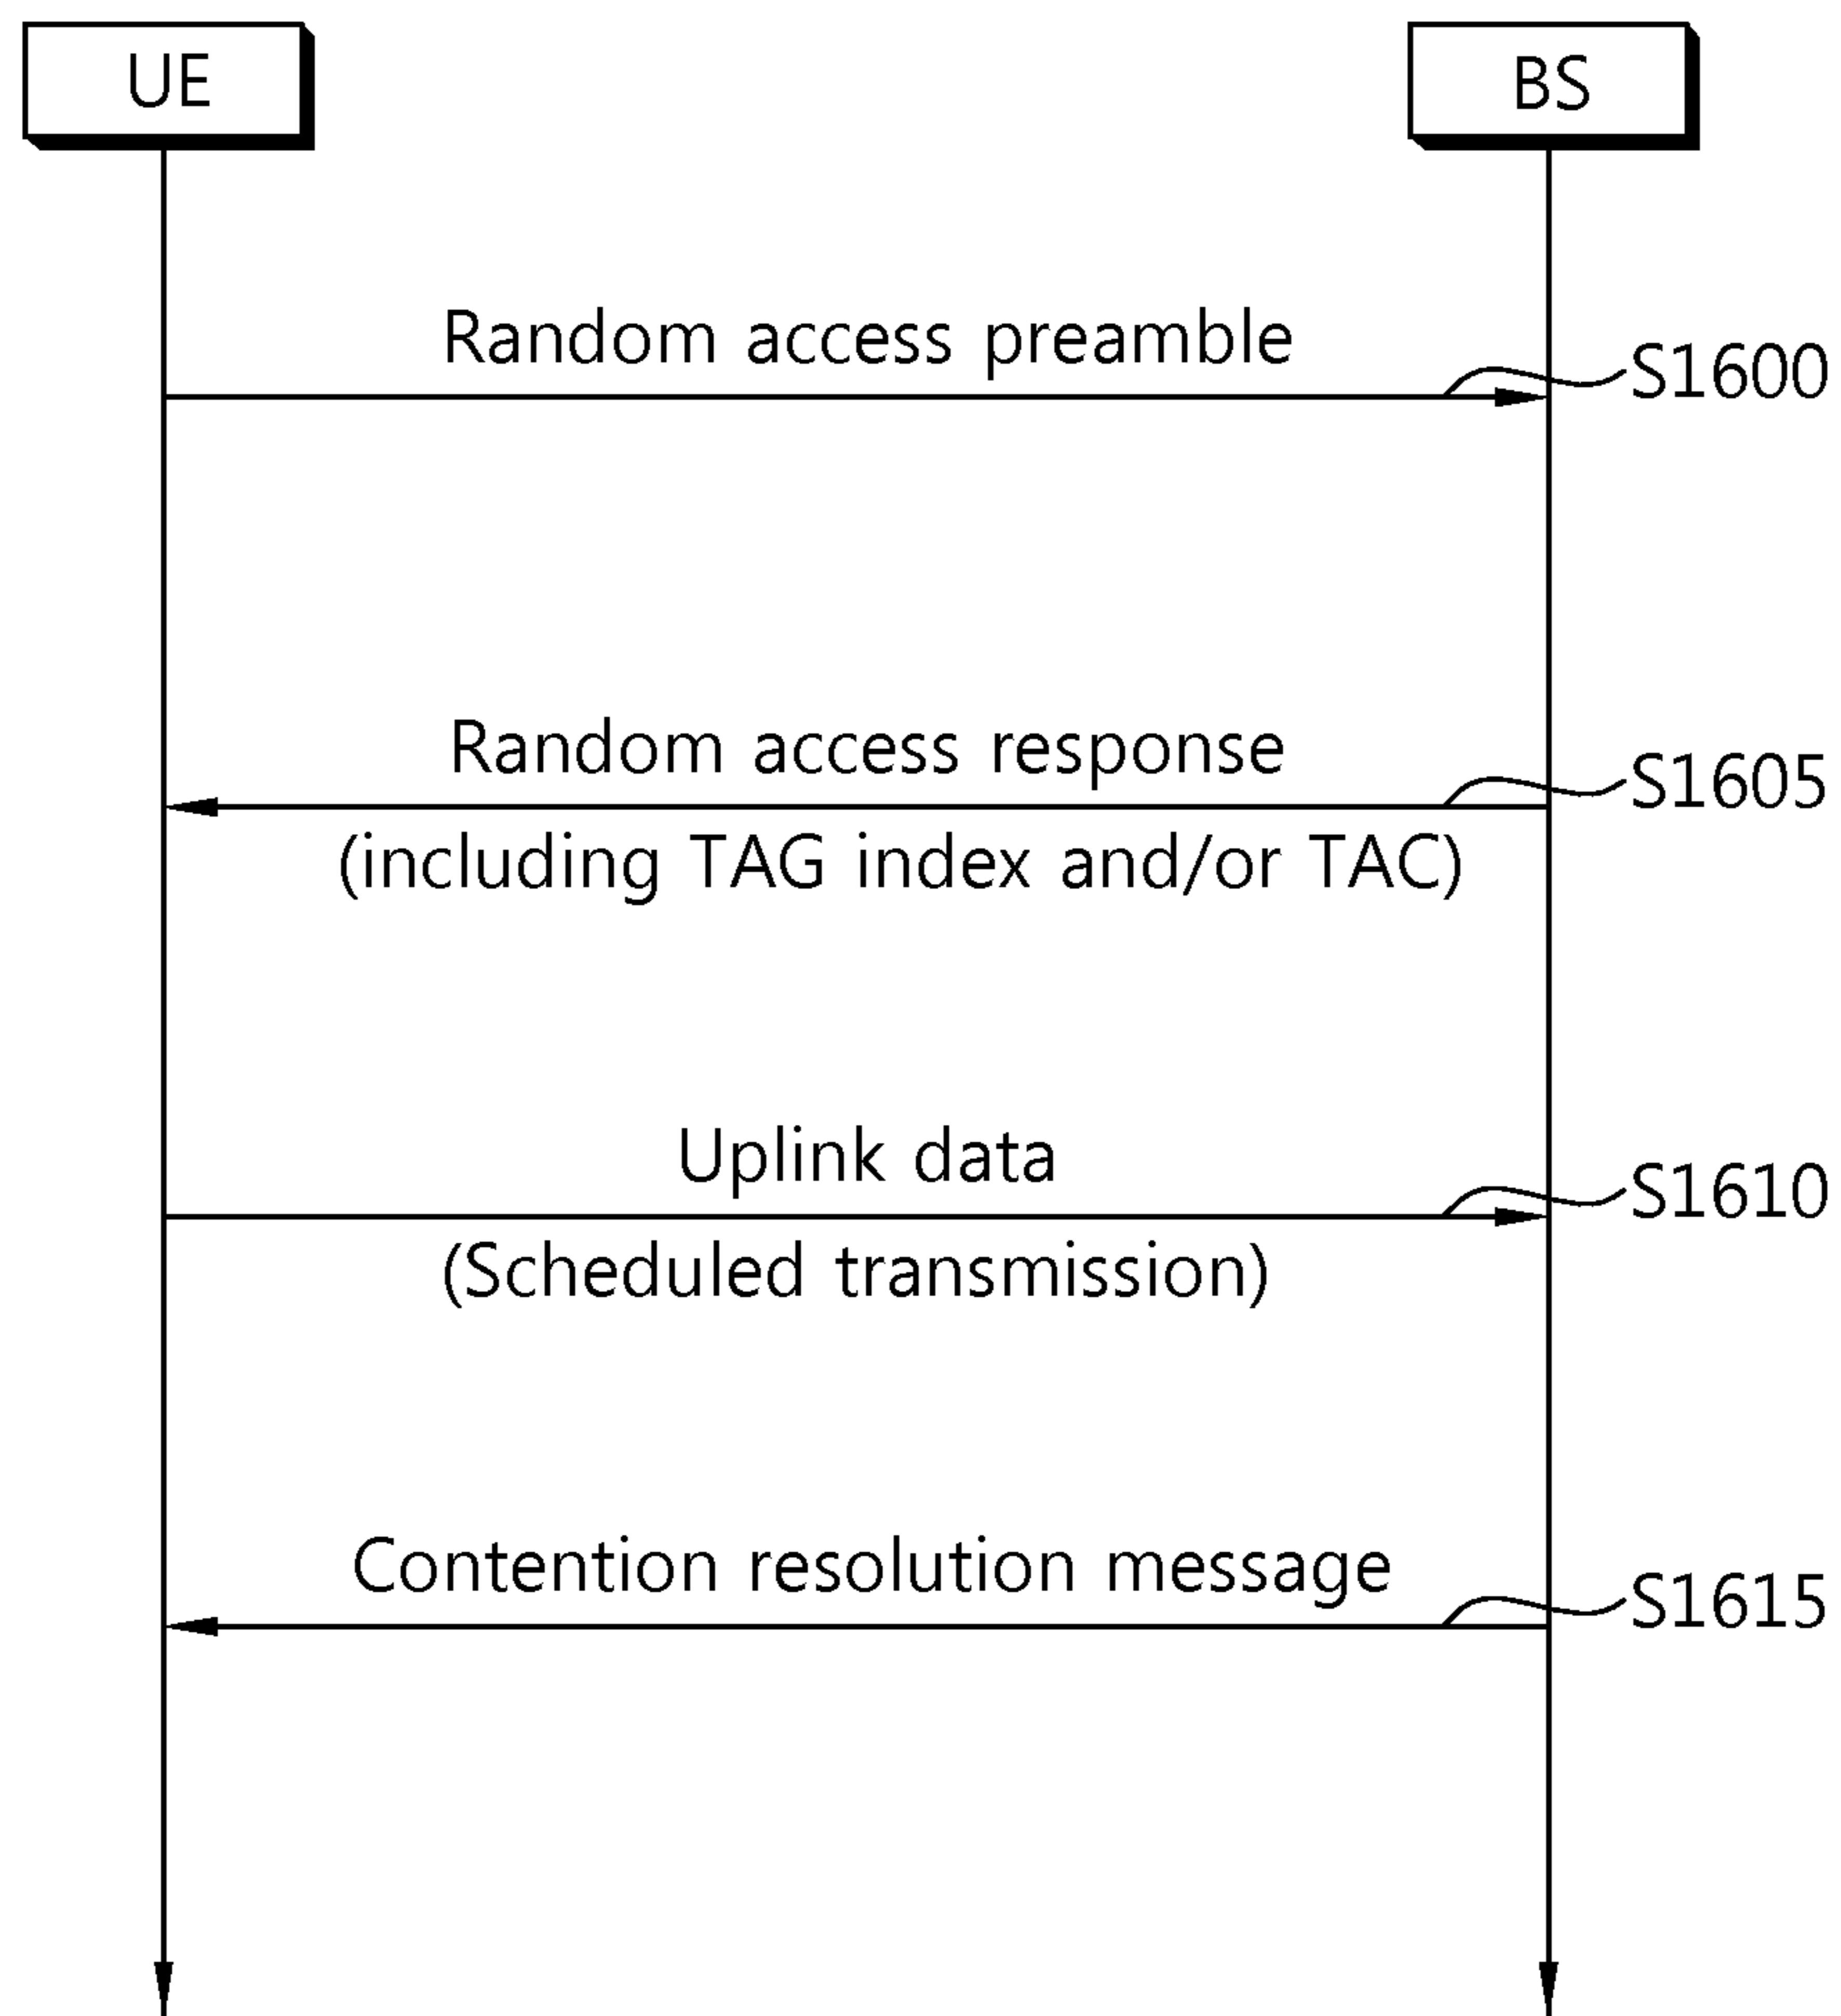 UE
BS
Random access preamble
S1600
Random access response
S1605
(including TAG index and/or TAC)
Uplink data
S1610
(Scheduled transmission)
Contention resolution message
S1615